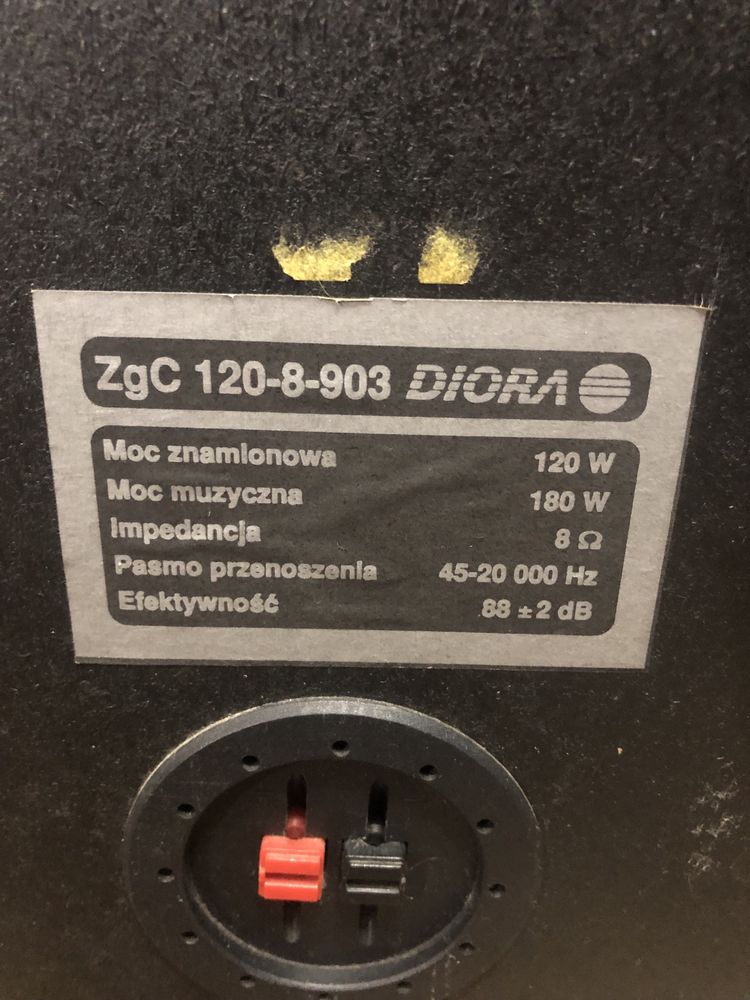 ZgC 120-8-903 DIORA
Moc znamionowa 120 W
Moc muzyczna 180 W
Impedancja 8 Ω
Pasmo przenoszenia 45-20 000 Hz
Efektywność 88 ± 2 dB